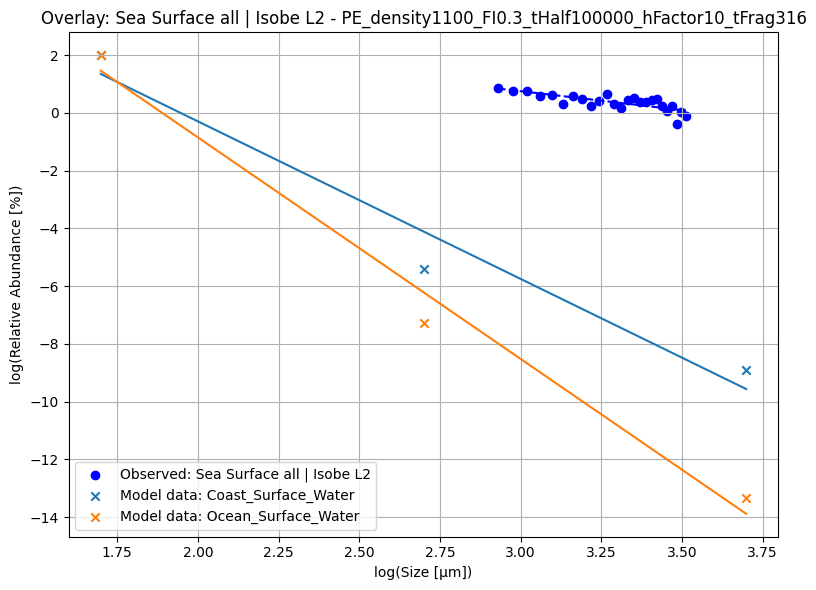 Overlay: Sea Surface all | Isobe L2 - PE_density1100_FI0.3_tHalf100000_hFactor10_tFrag316
2
0
−2
−4
−6
−8
−10
−12
−14
log(Relative Abundance [%])
Observed: Sea Surface all | Isobe L2
Model data: Coast_Surface_Water
Model data: Ocean_Surface_Water
1.75 2.00 2.25 2.50 2.75 3.00 3.25 3.50 3.75
log(Size [μm])